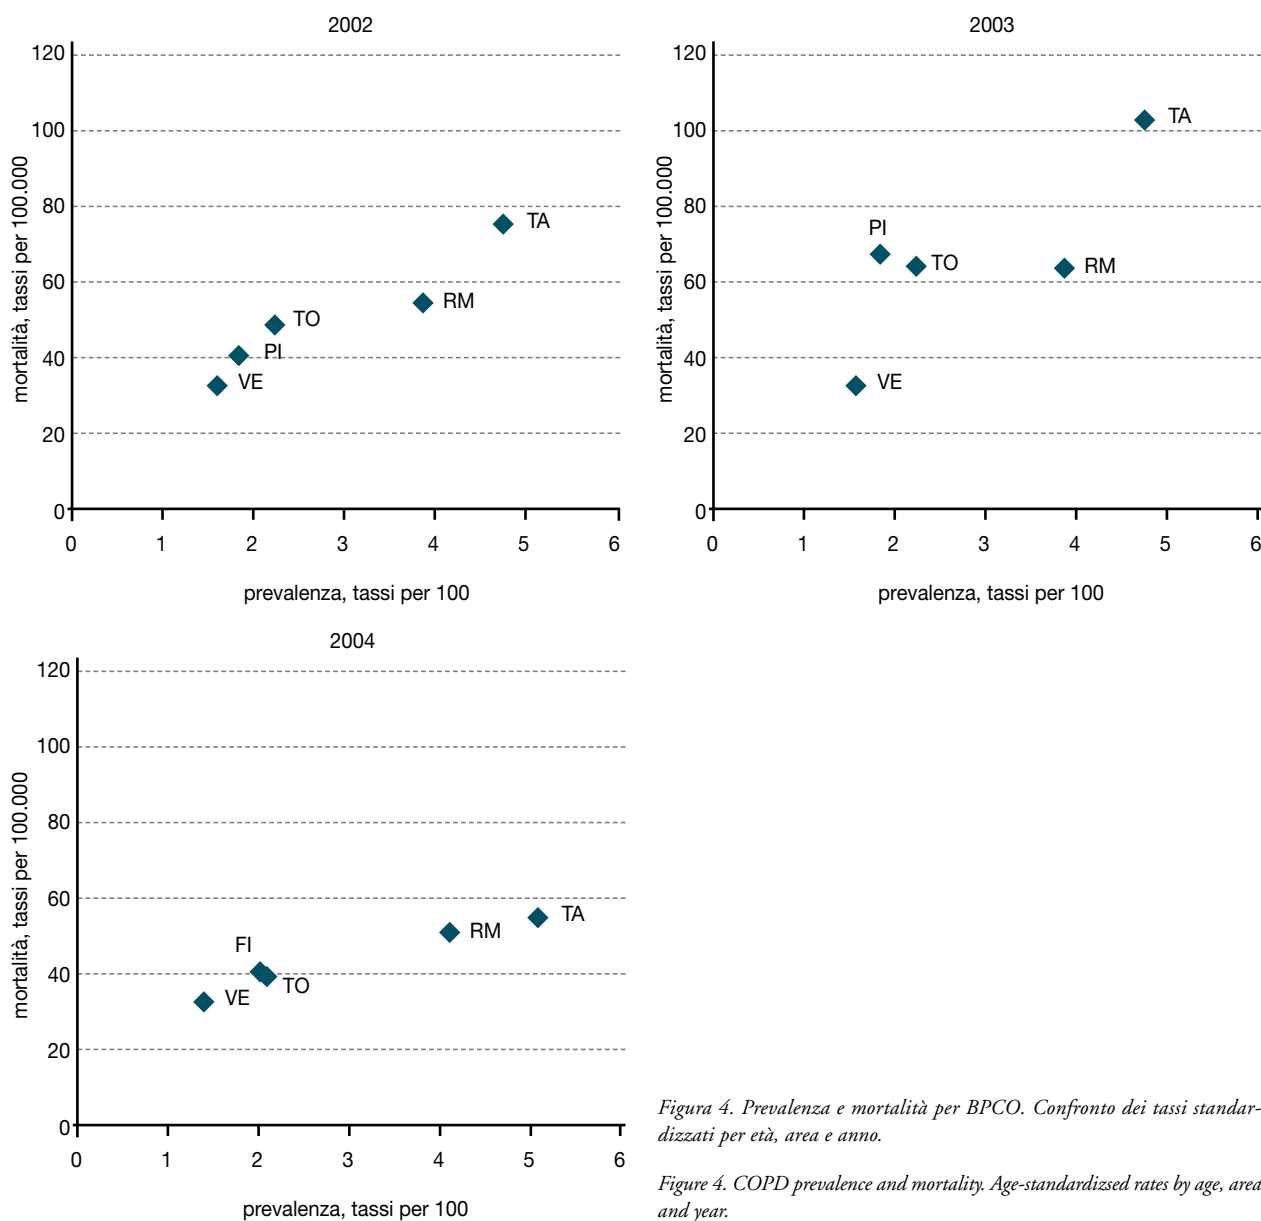 2002
120
100
80
60
40
20
0
mortalità, tassi per 100.000
TA
RM
TO
PI
VE
0 1 2 3 4 5 6
prevalenza, tassi per 100
2003
120
100
80
60
40
20
0
mortalità, tassi per 100.000
TA
PI
TO
RM
VE
0 1 2 3 4 5 6
prevalenza, tassi per 100
2004
120
100
80
60
40
20
0
mortalità, tassi per 100.000
FI
TO
VE
RM
TA
0 1 2 3 4 5 6
prevalenza, tassi per 100
Figura 4. Prevalenza e mortalità per BPCO. Confronto dei tassi standar-
dizzati per età, area e anno.
Figure 4. COPD prevalence and mortality. Age-standardizsed rates by age, area
and year.